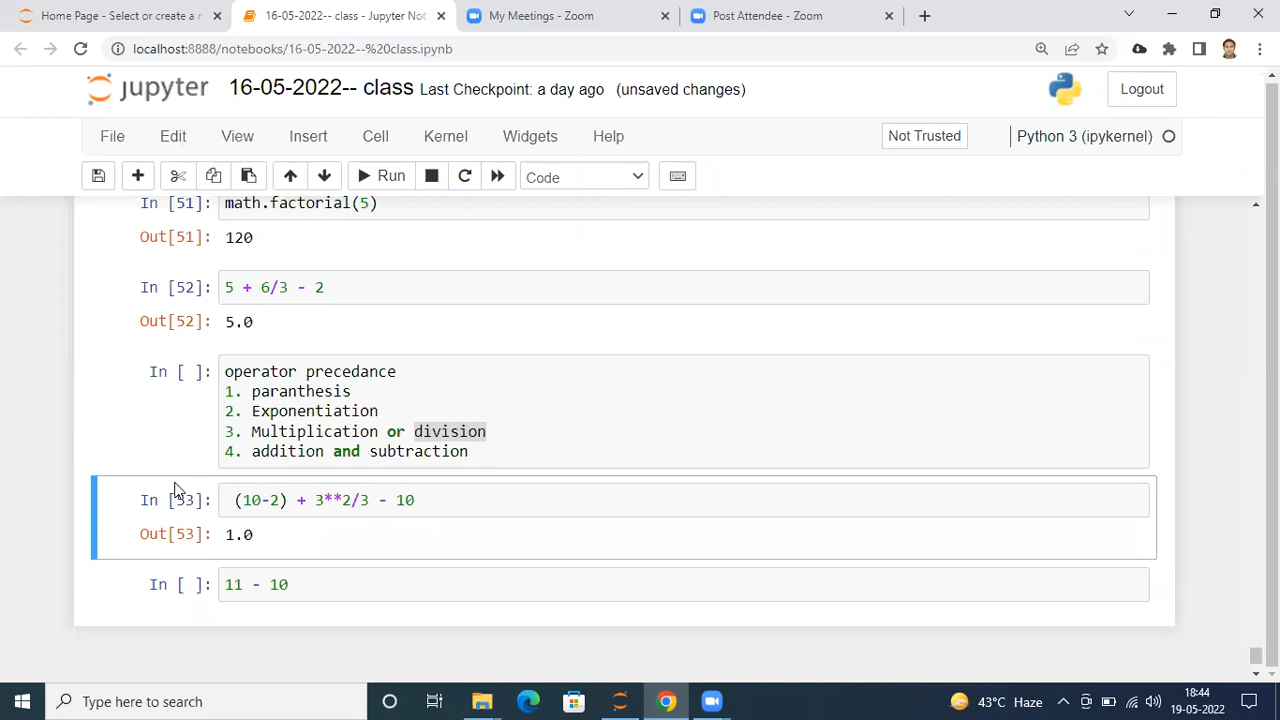 Home Page - Select or create a n
16-05-2022-- class - Jupyter Not
My Meetings - Zoom
Post Attendee - Zoom
localhost:8888/notebooks/16-05-2022--%20class.ipynb
jupyter 16-05-2022-- class Last Checkpoint: a day ago (unsaved changes)
Logout
File Edit View Insert Cell Kernel Widgets Help
Not Trusted
Python 3 (ipykernel)
Run
Code
In [51]: math.factorial(5)
Out[51]: 120
In [52]: 5 + 6/3 - 2
Out[52]: 5.0
In [ ]: operator precedance
1. paranthesis
2. Exponentiation
3. Multiplication or division
4. addition and subtraction
In [53]: (10-2) + 3**2/3 - 10
Out[53]: 1.0
In [ ]: 11 - 10
Type here to search
43°C Haze
18:44
19-05-2022